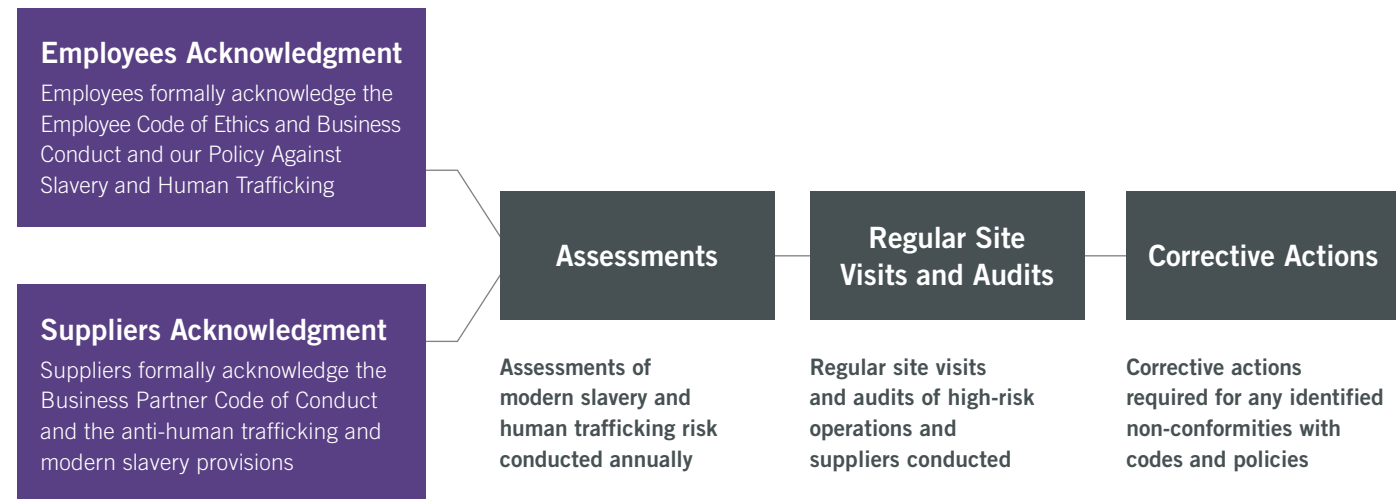 Employees Acknowledgment
Employees formally acknowledge the
Employee Code of Ethics and Business
Conduct and our Policy Against
Slavery and Human Trafficking
Suppliers Acknowledgment
Suppliers formally acknowledge the
Business Partner Code of Conduct
and the anti-human trafficking and
modern slavery provisions
Assessments
Assessments of
modern slavery and
human trafficking risk
conducted annually
Regular Site
Visits and Audits
Regular site visits
and audits of high-risk
operations and
suppliers conducted
Corrective Actions
Corrective actions
required for any identified
non-conformities with
codes and policies